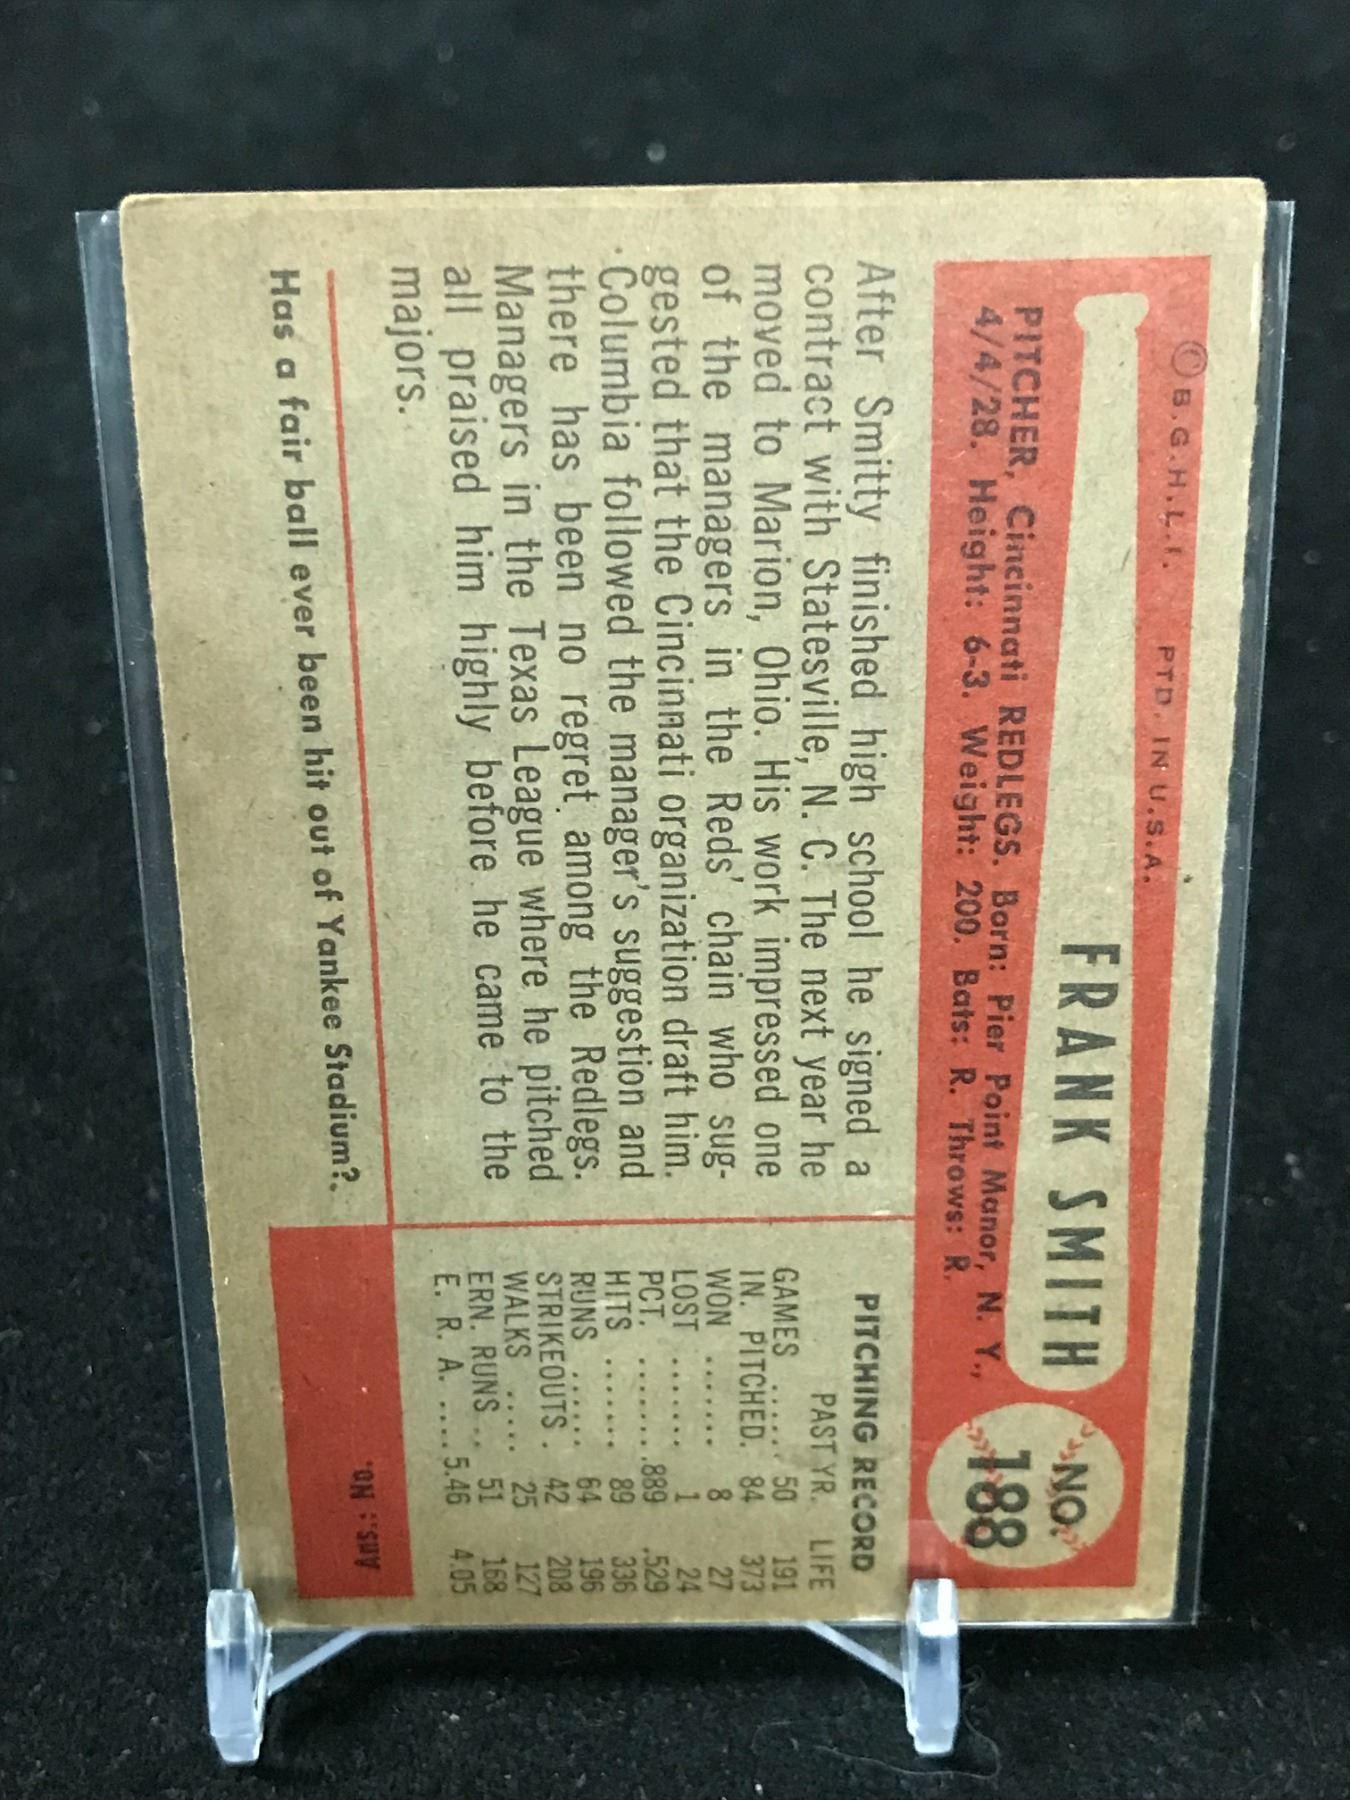 © B.G.H.L.I. PTD. IN U.S.A.
FRANK SMITH
NO.
188
PITCHER, Cincinnati REDLEGS. Born: Pier Point Manor, N. Y.,
4/4/28. Height: 6-3. Weight: 200. Bats: R. Throws: R.
After Smitty finished high school he signed a
contract with Statesville, N. C. The next year he
moved to Marion, Ohio. His work impressed one
of the managers in the Reds' chain who sug-
gested that the Cincinnati organization draft him.
Columbia followed the manager's suggestion and
there has been no regret among the Redlegs.
Managers in the Texas League where he pitched
all praised him highly before he came to the
majors.
PITCHING RECORD
PAST YR. LIFE
GAMES ..... 50 191
IN. PITCHED. 84 373
WON ....... 8 27
LOST ....... 1 24
PCT. ....... .889 .529
HITS ....... 89 336
RUNS ...... 64 196
STRIKEOUTS . 42 208
WALKS ..... 25 127
ERN. RUNS .. 51 168
E. R. A. .... 5.46 4.05
Has a fair ball ever been hit out of Yankee Stadium?
Ans.: No.